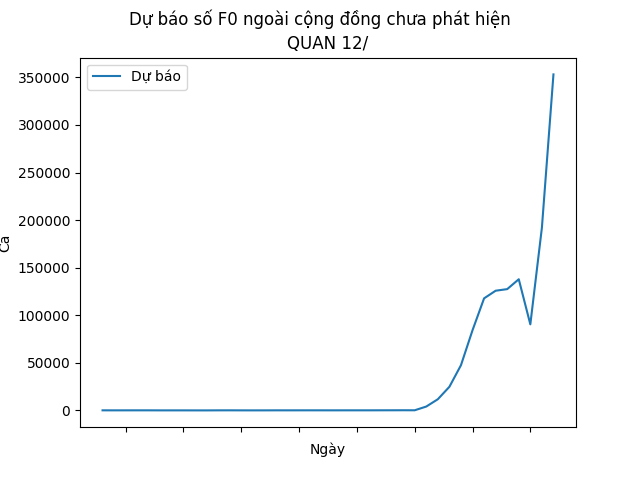 Dự báo số F0 ngoài cộng đồng chưa phát hiện
QUAN 12/
Dự báo
350000
300000
250000
200000
150000
100000
50000
0
Ca
Ngày